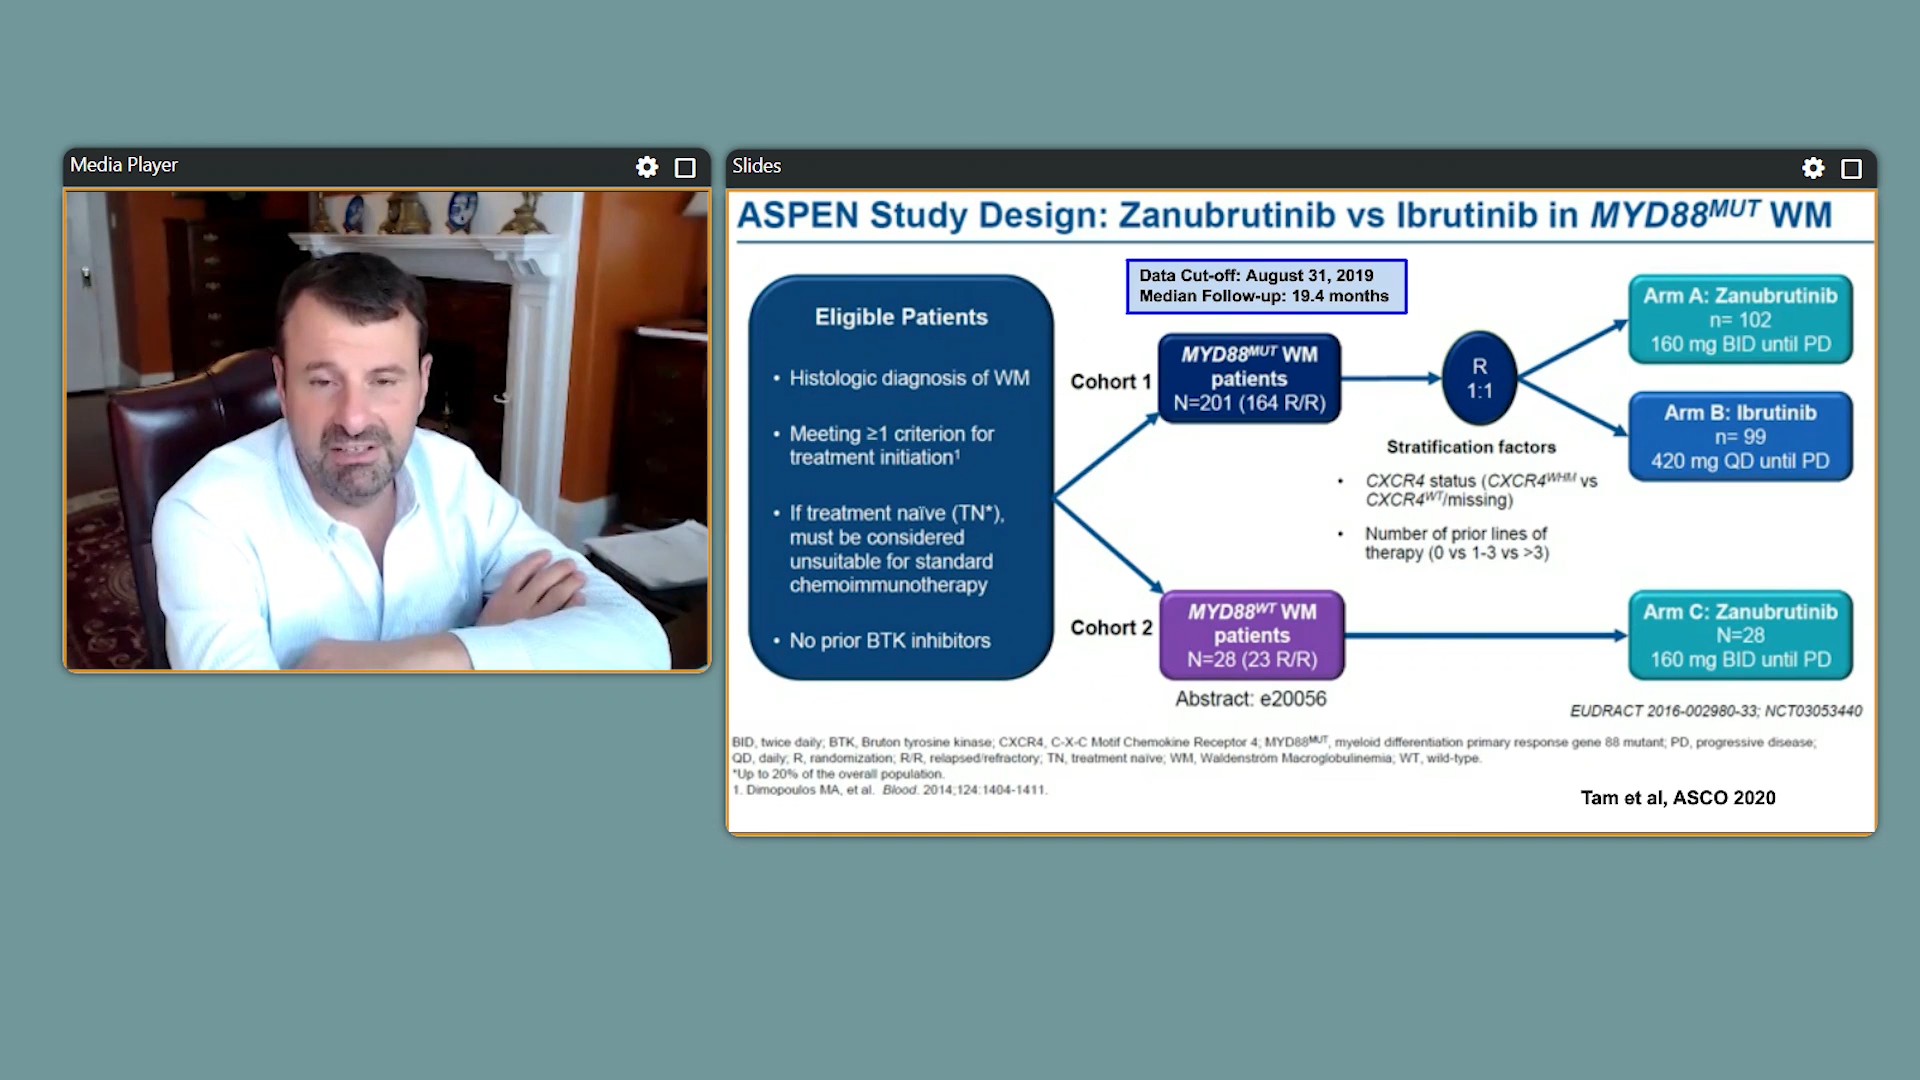 Media Player
Slides
ASPEN Study Design: Zanubrutinib vs Ibrutinib in MYD88MUT WM
Data Cut-off: August 31, 2019
Median Follow-up: 19.4 months
Eligible Patients
• Histologic diagnosis of WM
• Meeting ≥1 criterion for
treatment initiation¹
• If treatment naïve (TN*),
must be considered
unsuitable for standard
chemoimmunotherapy
• No prior BTK inhibitors
Cohort 1
MYD88MUT WM
patients
N=201 (164 R/R)
R
1:1
Stratification factors
• CXCR4 status (CXCR4WHIM vs
CXCR4WT/missing)
• Number of prior lines of
therapy (0 vs 1-3 vs >3)
Arm A: Zanubrutinib
n= 102
160 mg BID until PD
Arm B: Ibrutinib
n= 99
420 mg QD until PD
Cohort 2
MYD88WT WM
patients
N=28 (23 R/R)
Abstract: e20056
Arm C: Zanubrutinib
N=28
160 mg BID until PD
EUDRACT 2016-002980-33; NCT03053440
BID, twice daily; BTK, Bruton tyrosine kinase; CXCR4, C-X-C Motif Chemokine Receptor 4; MYD88MUT, myeloid differentiation primary response gene 88 mutant; PD, progressive disease;
QD, daily; R, randomization; R/R, relapsed/refractory; TN, treatment naïve; WM, Waldenström Macroglobulinemia; WT, wild-type.
*Up to 20% of the overall population.
1. Dimopoulos MA, et al. Blood. 2014;124:1404-1411.
Tam et al, ASCO 2020